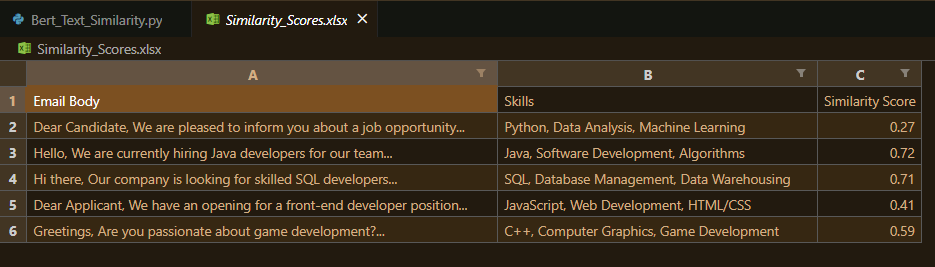 Bert_Text_Similarity.py Similarity_Scores.xlsx
Similarity_Scores.xlsx
A B C
1 Email Body Skills Similarity Score
2 Dear Candidate, We are pleased to inform you about a job opportunity... Python, Data Analysis, Machine Learning 0.27
3 Hello, We are currently hiring Java developers for our team... Java, Software Development, Algorithms 0.72
4 Hi there, Our company is looking for skilled SQL developers... SQL, Database Management, Data Warehousing 0.71
5 Dear Applicant, We have an opening for a front-end developer position... JavaScript, Web Development, HTML/CSS 0.41
6 Greetings, Are you passionate about game development?... C++, Computer Graphics, Game Development 0.59